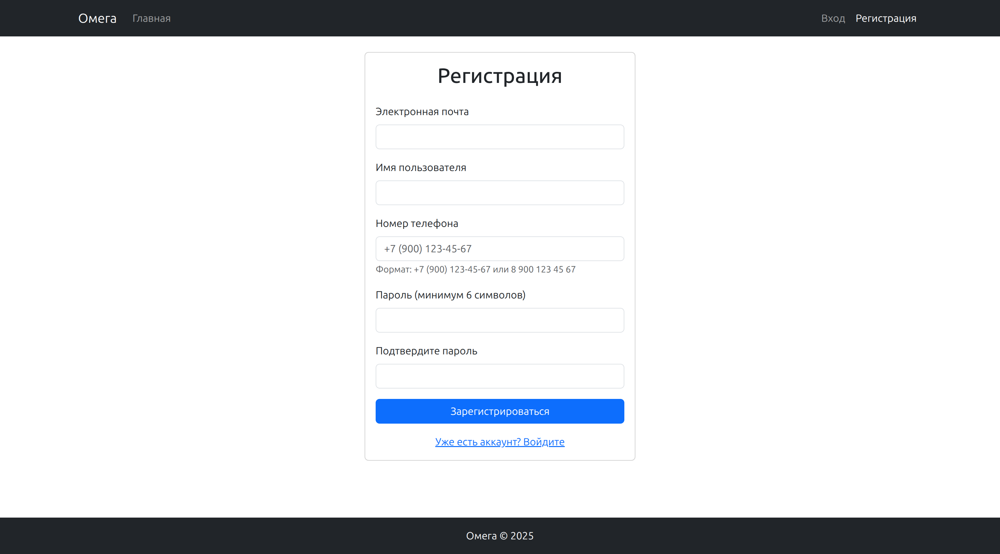 Омега Главная Вход Регистрация
Регистрация
Электронная почта
Имя пользователя
Номер телефона
+7 (900) 123-45-67
Формат: +7 (900) 123-45-67 или 8 900 123 45 67
Пароль (минимум 6 символов)
Подтвердите пароль
Зарегистрироваться
Уже есть аккаунт? Войдите
Омега © 2025